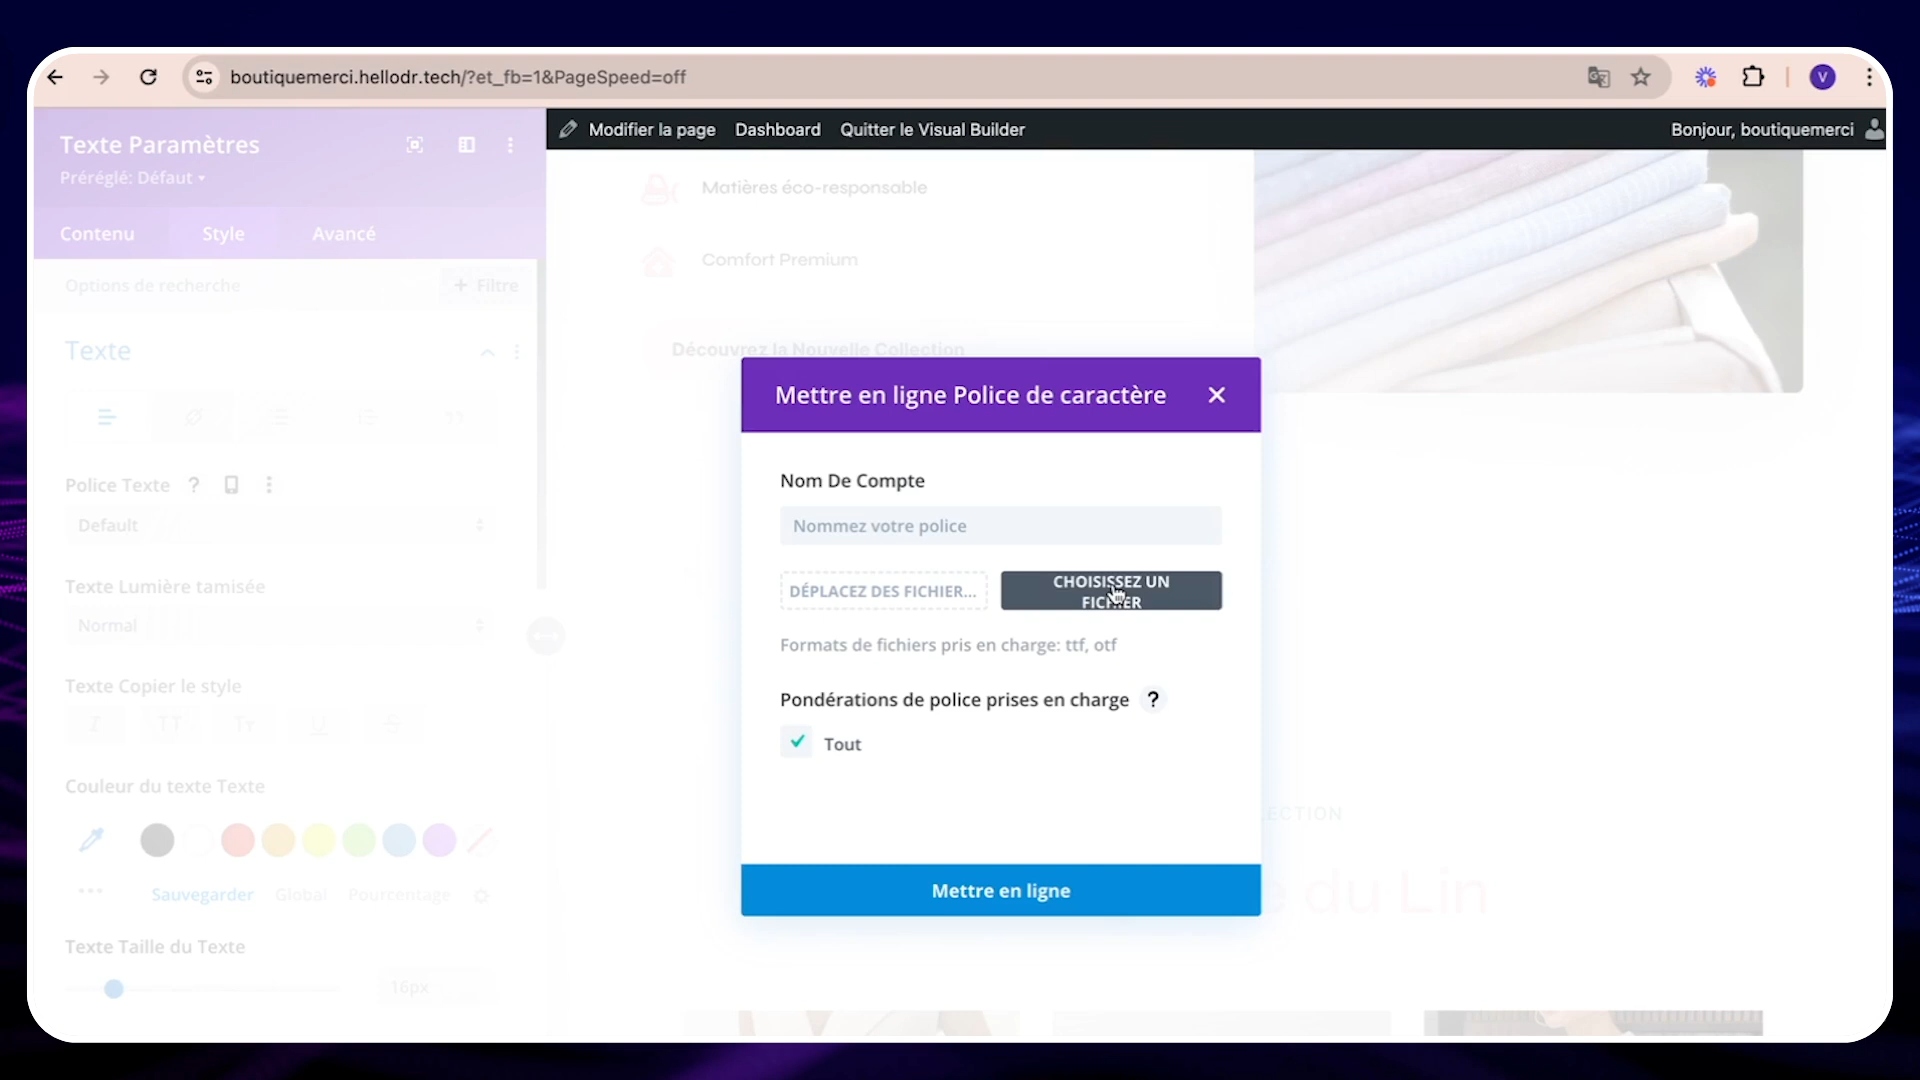 boutiquemerci.hellodr.tech/?et_fb=1&PageSpeed=off
V
Modifier la page Dashboard Quitter le Visual Builder Bonjour, boutiquemerci
Texte Paramètres
Préréglé: Défaut
Contenu Style Avancé
Options de recherche + Filtre
Texte
Police Texte ?
Default
Texte Lumière tamisée
Normal
Texte Copier le style
I TT Tт U S
Couleur du texte Texte
Sauvegarder Global Pourcentage
Texte Taille du Texte
16px
Matières éco-responsable
Comfort Premium
Découvrez la Nouvelle Collection
Mettre en ligne Police de caractère
Nom De Compte
Nommez votre police
DÉPLACEZ DES FICHIER...
CHOISISSEZ UN
FICHIER
Formats de fichiers pris en charge: ttf, otf
Pondérations de police prises en charge ?
Tout
Mettre en ligne
LECTION
e du Lin